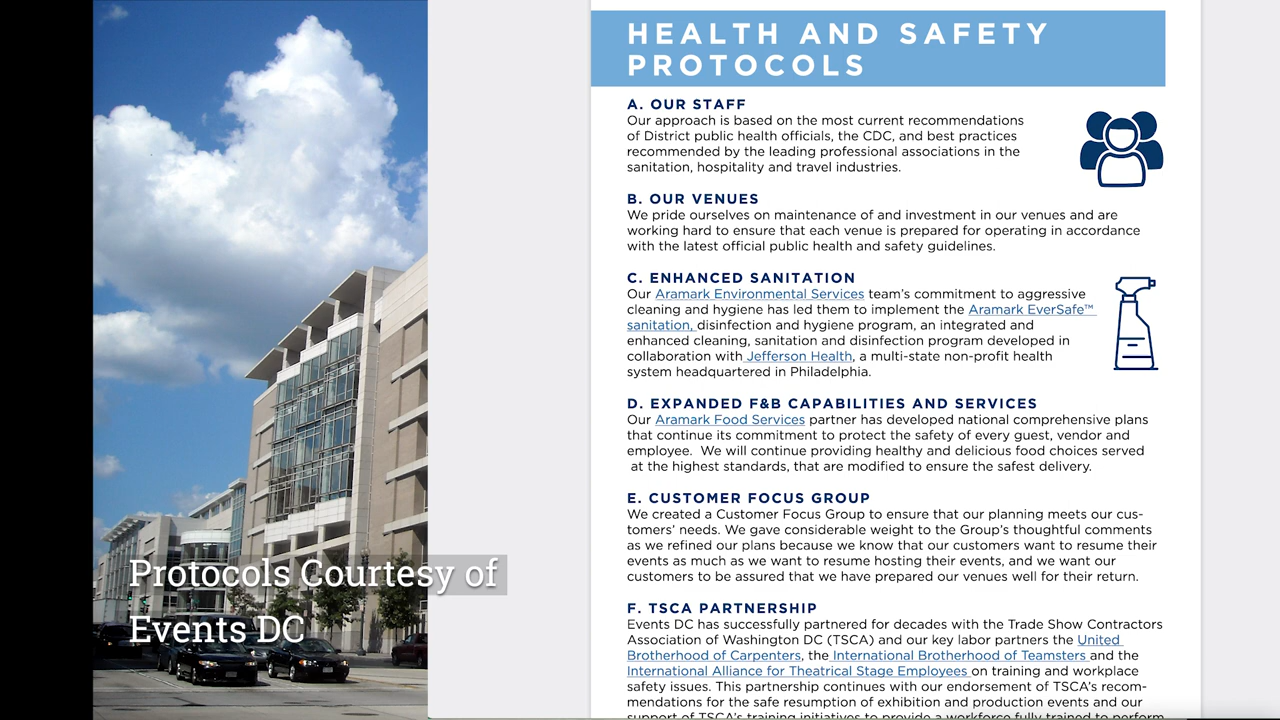 HEALTH AND SAFETY
PROTOCOLS
A. OUR STAFF
Our approach is based on the most current recommendations
of District public health officials, the CDC, and best practices
recommended by the leading professional associations in the
sanitation, hospitality and travel industries.
B. OUR VENUES
We pride ourselves on maintenance of and investment in our venues and are
working hard to ensure that each venue is prepared for operating in accordance
with the latest official public health and safety guidelines.
C. ENHANCED SANITATION
Our Aramark Environmental Services team's commitment to aggressive
cleaning and hygiene has led them to implement the Aramark EverSafe™
sanitation, disinfection and hygiene program, an integrated and
enhanced cleaning, sanitation and disinfection program developed in
collaboration with Jefferson Health, a multi-state non-profit health
system headquartered in Philadelphia.
D. EXPANDED F&B CAPABILITIES AND SERVICES
Our Aramark Food Services partner has developed national comprehensive plans
that continue its commitment to protect the safety of every guest, vendor and
employee. We will continue providing healthy and delicious food choices served
at the highest standards, that are modified to ensure the safest delivery.
E. CUSTOMER FOCUS GROUP
We created a Customer Focus Group to ensure that our planning meets our cus-
tomers' needs. We gave considerable weight to the Group's thoughtful comments
as we refined our plans because we know that our customers want to resume their
events as much as we want to resume hosting their events, and we want our
customers to be assured that we have prepared our venues well for their return.
F. TSCA PARTNERSHIP
Events DC has successfully partnered for decades with the Trade Show Contractors
Association of Washington DC (TSCA) and our key labor partners the United
Brotherhood of Carpenters, the International Brotherhood of Teamsters and the
International Alliance for Theatrical Stage Employees on training and workplace
safety issues. This partnership continues with our endorsement of TSCA's recom-
mendations for the safe resumption of exhibition and production events and our
support of TSCA's training initiatives to provide a workforce fully trained to perform
Protocols Courtesy of
Events DC